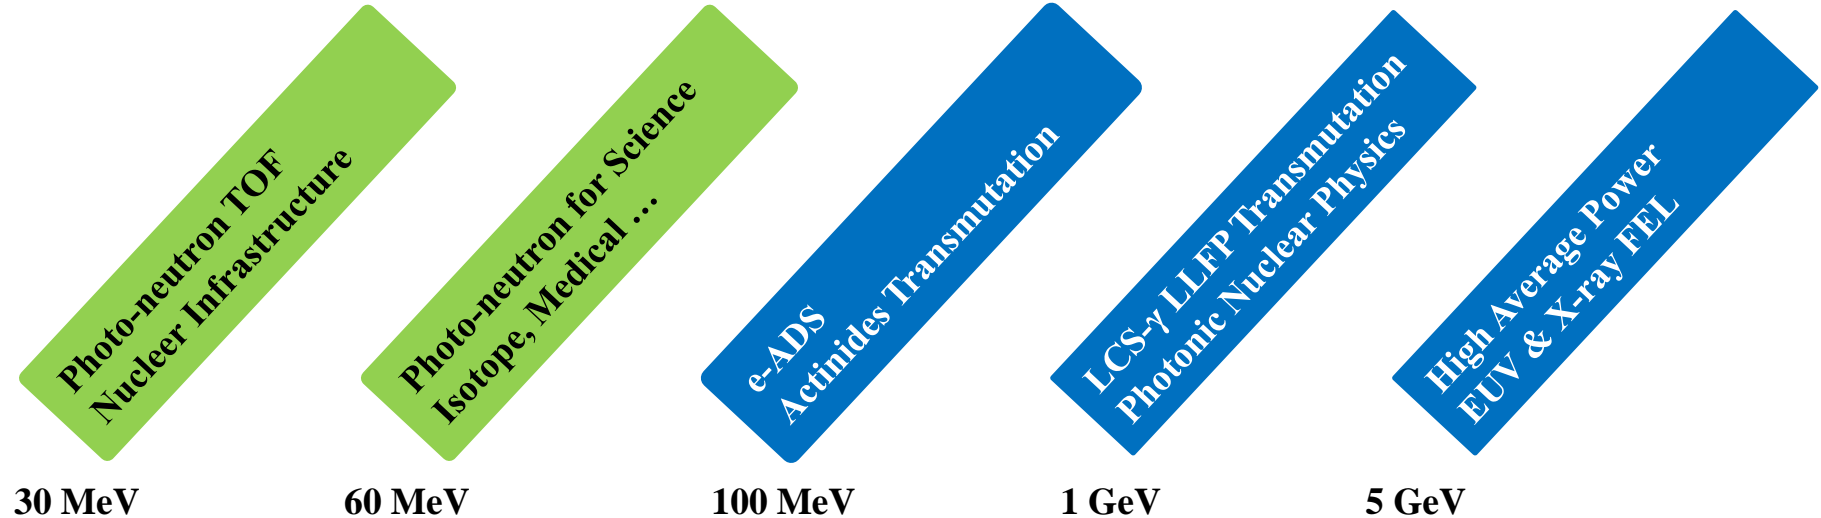 Photo-neutron TOF
Nucleer Infrastructure
Photo-neutron for Science
Isotope, Medical ...
e-ADS
Actinides Transmutation
LCS-γ LLFP Transmutation
Photonic Nuclear Physics
High Average Power
EUV & X-ray FEL
30 MeV
60 MeV
100 MeV
1 GeV
5 GeV